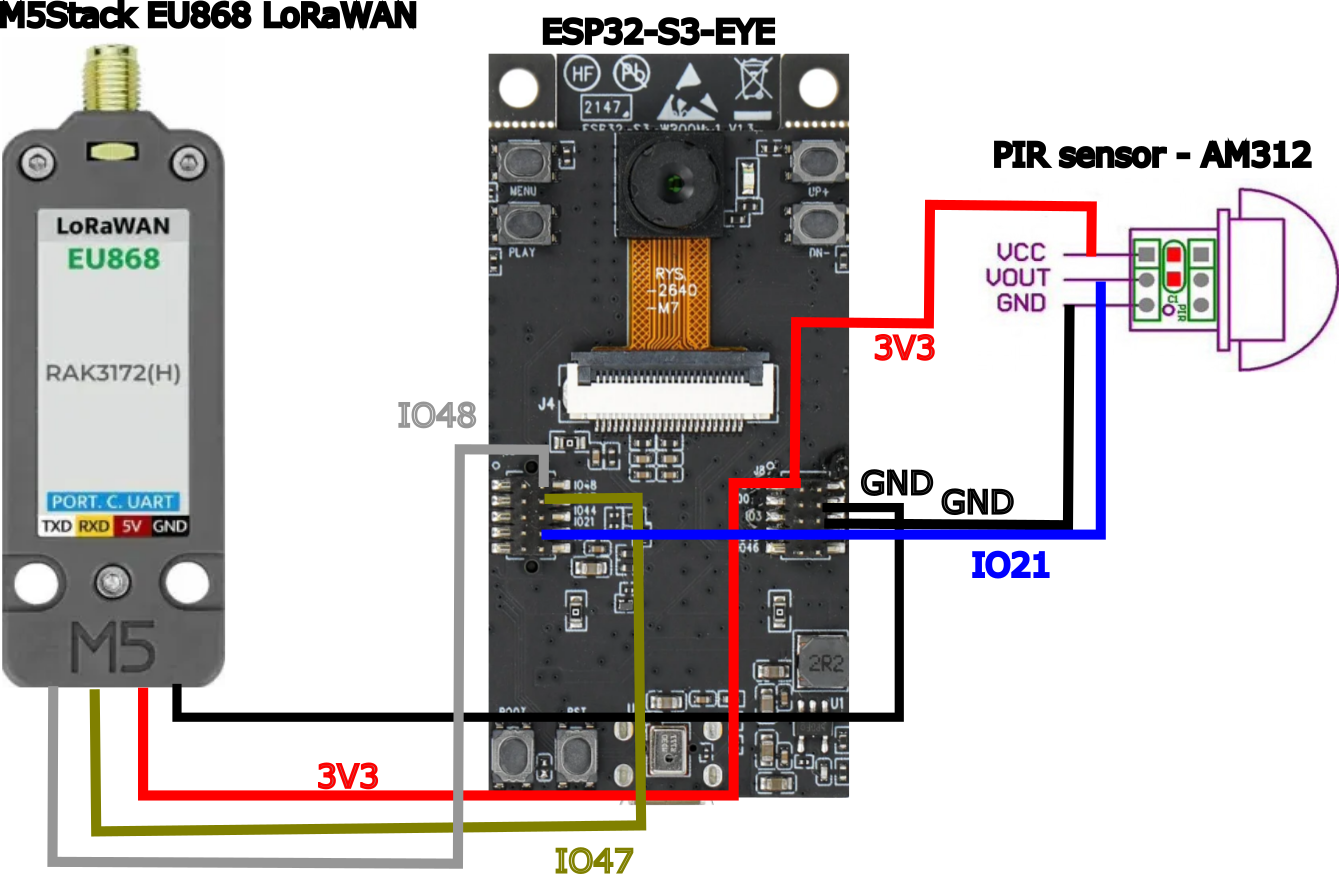 M5Stack EU868 LoRaWAN
ESP32-S3-EYE
HF
Pb
2147
ESP32-S3-WROOM-1 V1.3
PIR sensor - AM312
MENU
UP+
PLAY
DN-
LoRaWAN
EU868
RYS
-2640
-M7
VCC
VOUT
GND
PIR
3V3
RAK3172(H)
J4
IO48
J8
GND
GND
IO48
IO44
IO21
IO3
IO46
PORT. C. UART
TXD RXD 5V GND
IO21
M5
2R2
U1
BOOT
RST
3V3
IO47